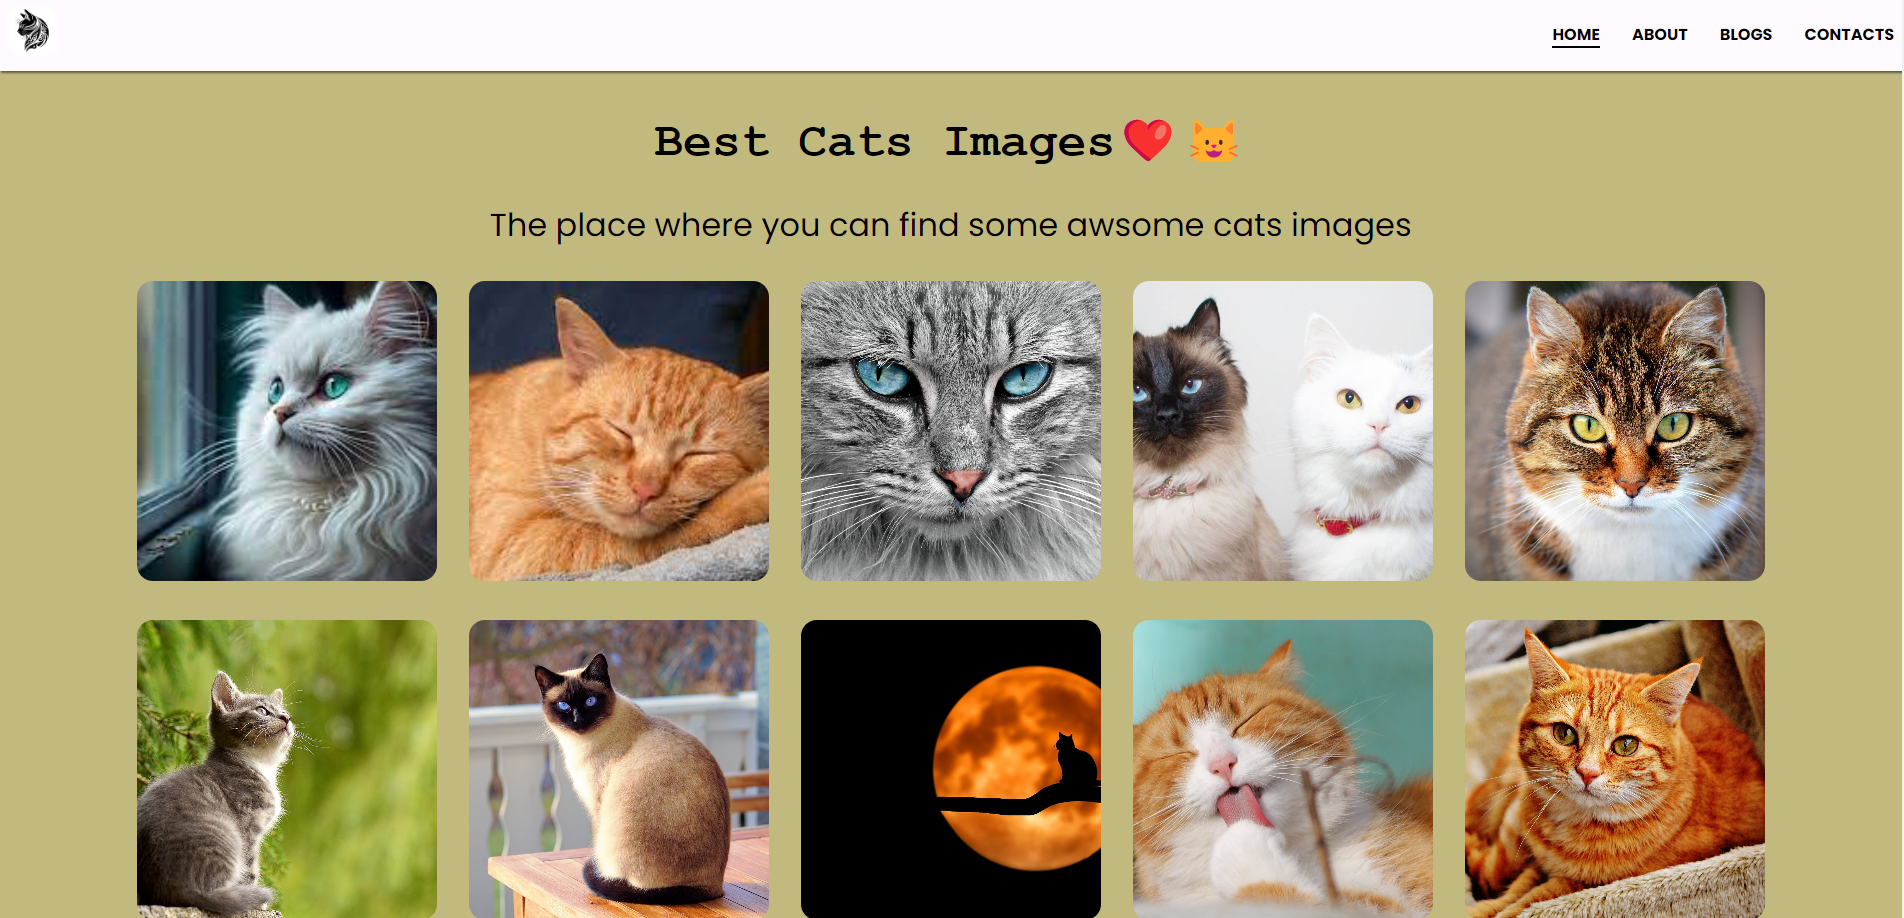 HOME ABOUT BLOGS CONTACTS
Best Cats Images❤️ 😺
The place where you can find some awsome cats images